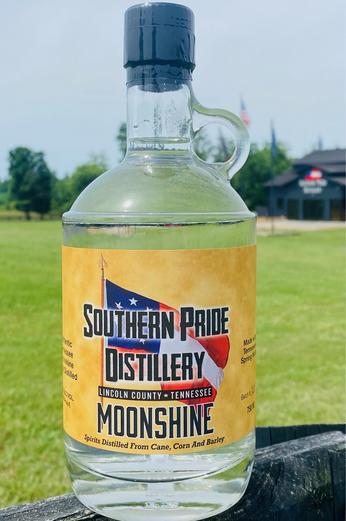 SOUTHERN PRIDE
DISTILLERY
LINCOLN COUNTY ★ TENNESSEE
MOONSHINE
Spirits Distilled From Cane, Corn And Barley